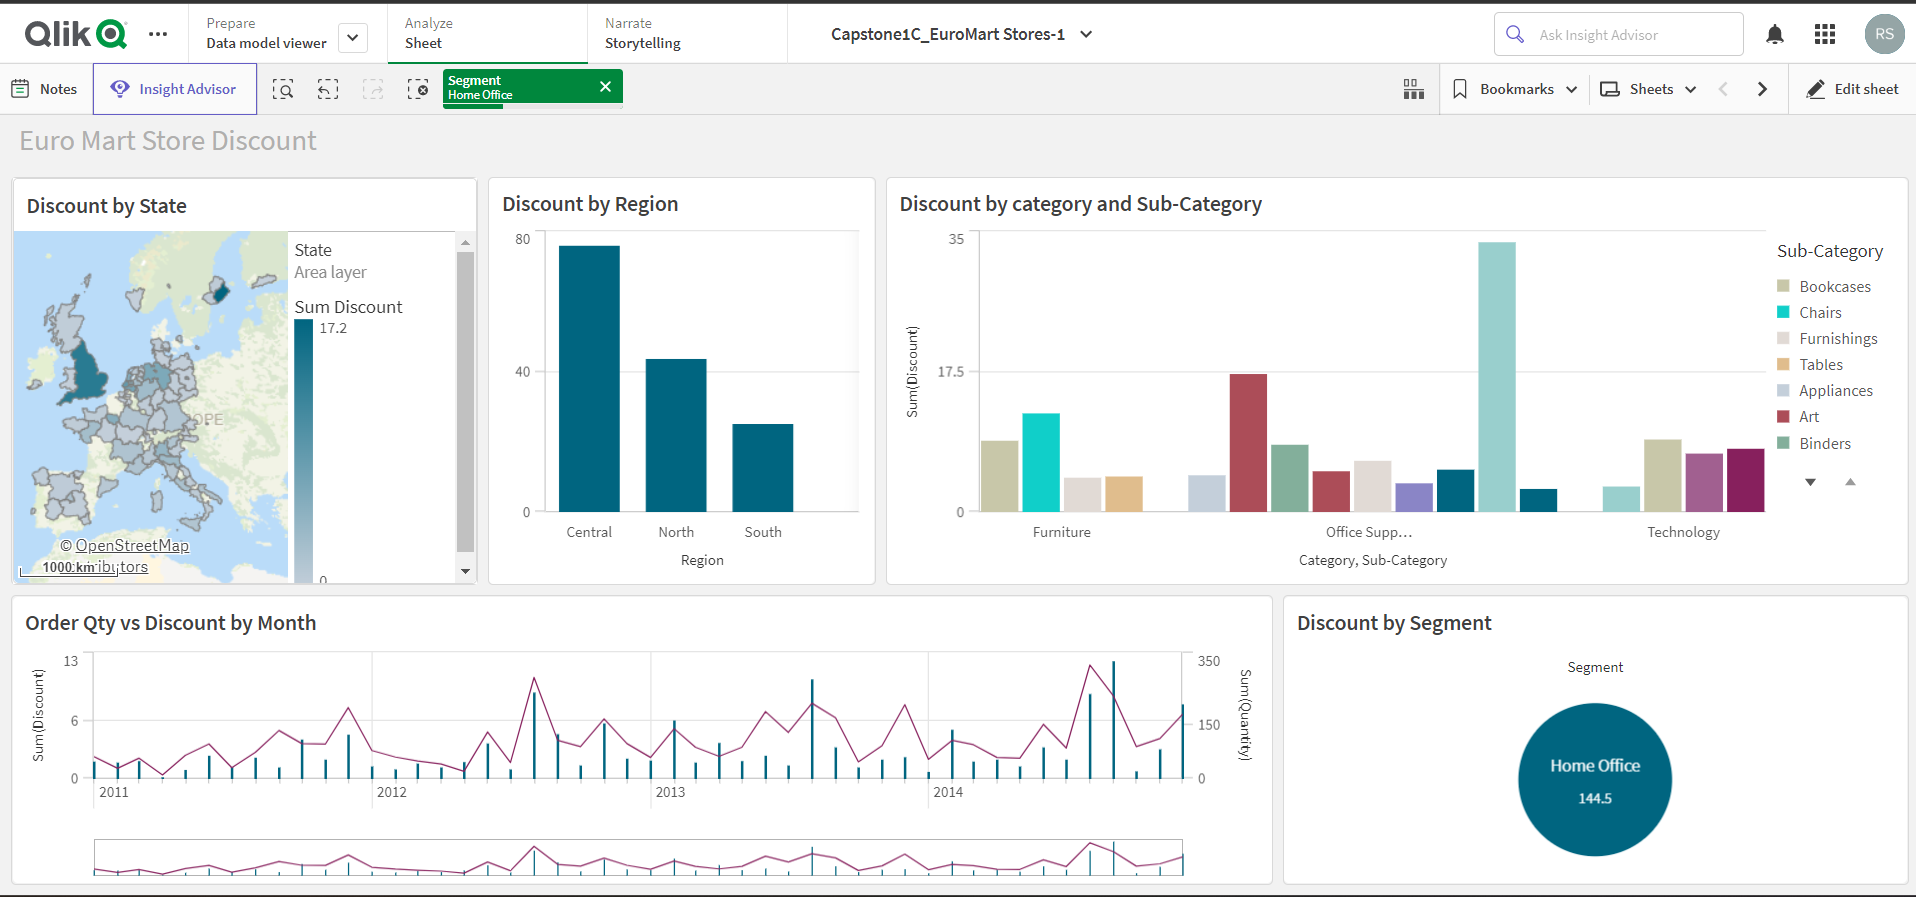 Qlik
Prepare
Data model viewer
Analyze
Sheet
Narrate
Storytelling
Capstone1C_EuroMart Stores-1
Ask Insight Advisor
RS
Notes
Insight Advisor
Segment
Home Office
Bookmarks
Sheets
Edit sheet
Euro Mart Store Discount
Discount by State
State
Area layer
Sum Discount
17.2
0
OPE
© OpenStreetMap
1000 km
ributors
Discount by Region
80
40
0
Central North South
Region
Discount by category and Sub-Category
35
17.5
0
Sum(Discount)
Furniture Office Supp... Technology
Category, Sub-Category
Sub-Category
Bookcases
Chairs
Furnishings
Tables
Appliances
Art
Binders
Order Qty vs Discount by Month
13
6
0
Sum(Discount)
350
150
0
Sum(Quantity)
2011 2012 2013 2014
Discount by Segment
Segment
Home Office
144.5